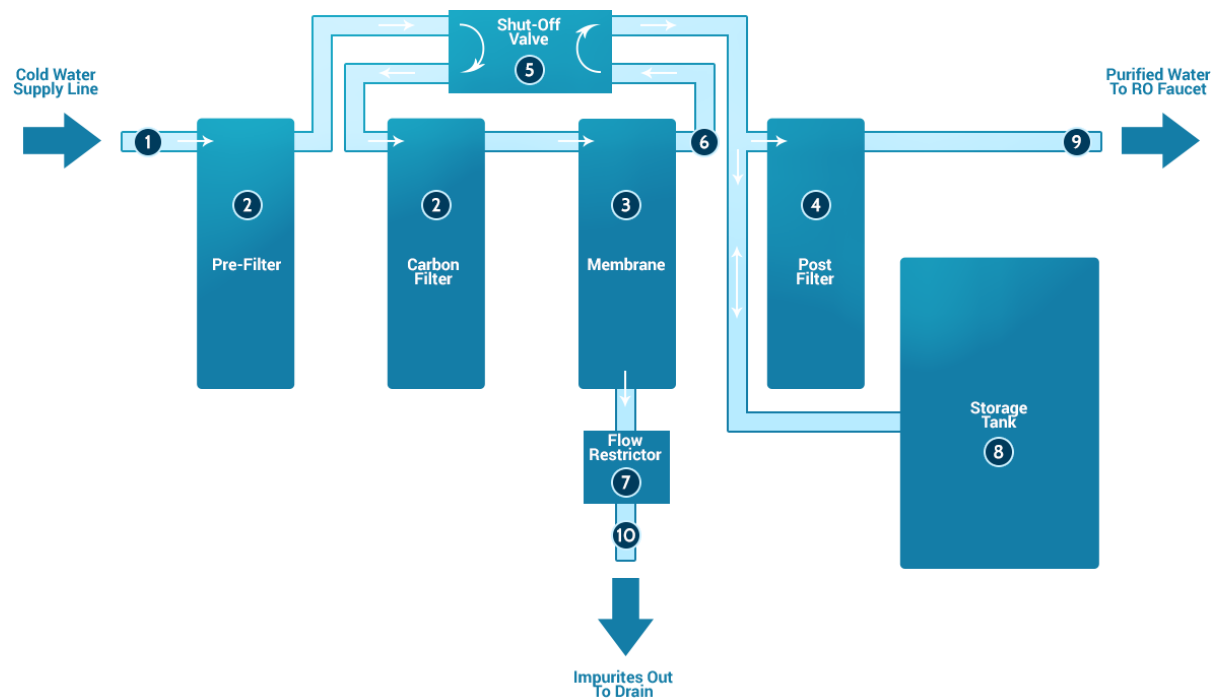 Shut-Off
Valve
5
Cold Water
Supply Line
Purified Water
To RO Faucet
1
6
9
2
Pre-Filter
2
Carbon
Filter
3
Membrane
4
Post
Filter
Storage
Tank
8
Flow
Restrictor
7
10
Impurites Out
To Drain